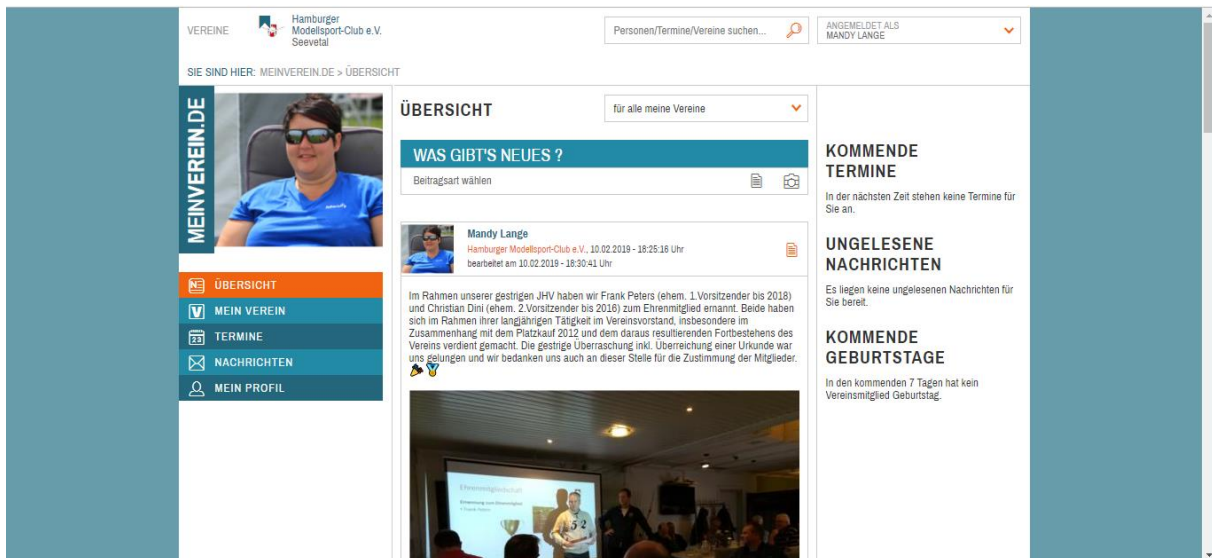 VEREINE
Hamburger
Modellsport-Club e.V.
Seevetal
Personen/Termine/Vereine suchen...
ANGEMELDET ALS
MANDY LANGE
SIE SIND HIER: MEINVEREIN.DE > ÜBERSICHT
MEINVEREIN.DE
ÜBERSICHT
MEIN VEREIN
23 TERMINE
NACHRICHTEN
MEIN PROFIL
ÜBERSICHT
für alle meine Vereine
WAS GIBT'S NEUES ?
Beitragsart wählen
Mandy Lange
Hamburger Modellsport-Club e.V., 10.02.2019 - 18:25:16 Uhr
bearbeitet am 10.02.2019 - 18:30:41 Uhr
Im Rahmen unserer gestrigen JHV haben wir Frank Peters (ehem. 1.Vorsitzender bis 2018)
und Christian Dini (ehem. 2.Vorsitzender bis 2016) zum Ehrenmitglied ernannt. Beide haben
sich im Rahmen ihrer langjährigen Tätigkeit im Vereinsvorstand, insbesondere im
Zusammenhang mit dem Platzkauf 2012 und dem daraus resultierenden Fortbestehens des
Vereins verdient gemacht. Die gestrige Überraschung inkl. Überreichung einer Urkunde war
uns gelungen und wir bedanken uns auch an dieser Stelle für die Zustimmung der Mitglieder.
Ehrenmitgliedschaft
Ernennung zum Ehrenmitglied
KOMMENDE
TERMINE
In der nächsten Zeit stehen keine Termine für
Sie an.
UNGELESENE
NACHRICHTEN
Es liegen keine ungelesenen Nachrichten für
Sie bereit.
KOMMENDE
GEBURTSTAGE
In den kommenden 7 Tagen hat kein
Vereinsmitglied Geburtstag.